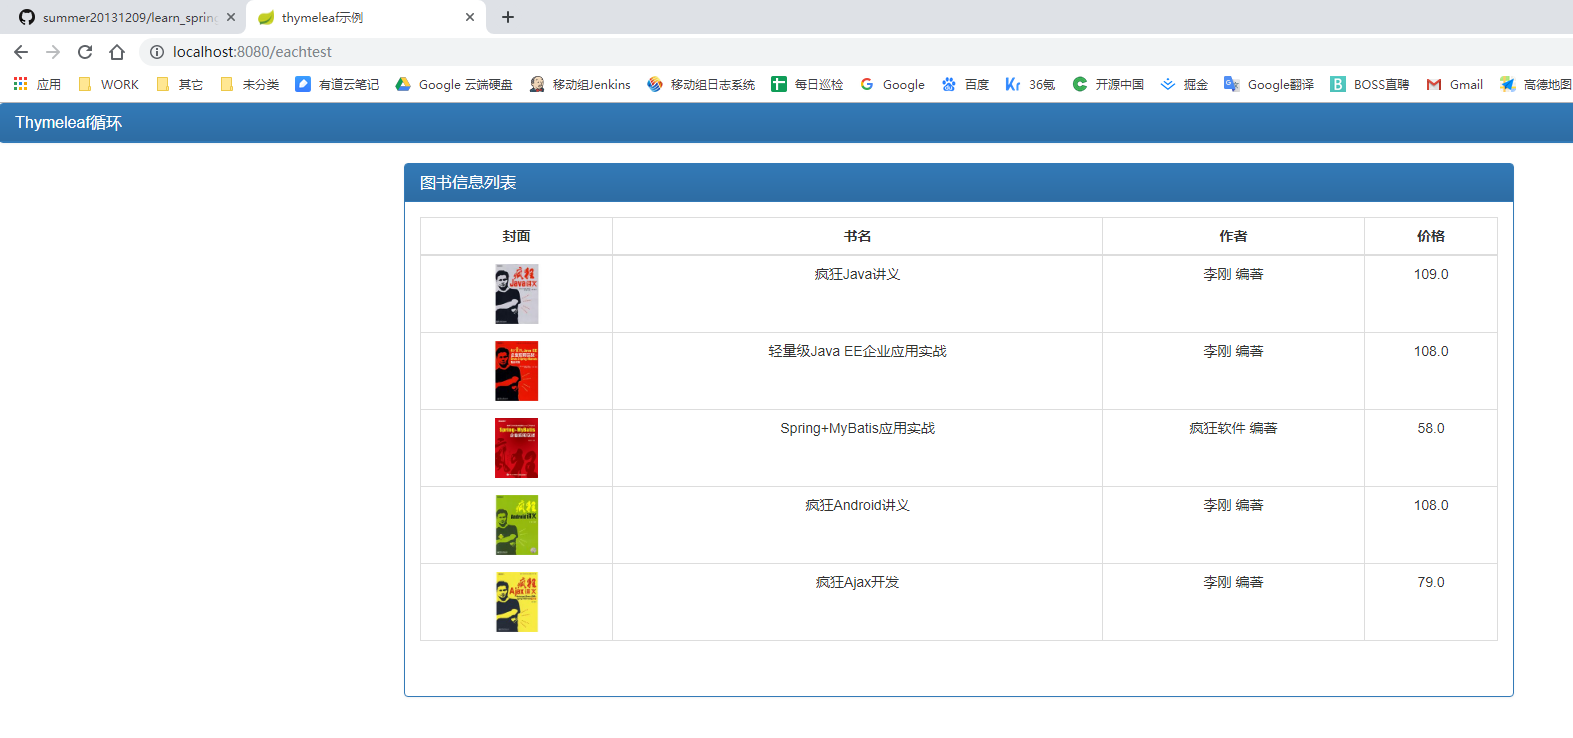 summer20131209/learn_spring
thymeleaf示例
localhost:8080/eachtest
应用 WORK 其它 未分类 有道云笔记 Google 云端硬盘 移动组Jenkins 移动组日志系统 每日巡检 Google 百度 36氪 开源中国 掘金 Google翻译 BOSS直聘 Gmail 高德地图
Thymeleaf循环
图书信息列表
封面 书名 作者 价格
疯狂Java讲义 李刚 编著 109.0
轻量级Java EE企业应用实战 李刚 编著 108.0
Spring+MyBatis应用实战 疯狂软件 编著 58.0
疯狂Android讲义 李刚 编著 108.0
疯狂Ajax开发 李刚 编著 79.0